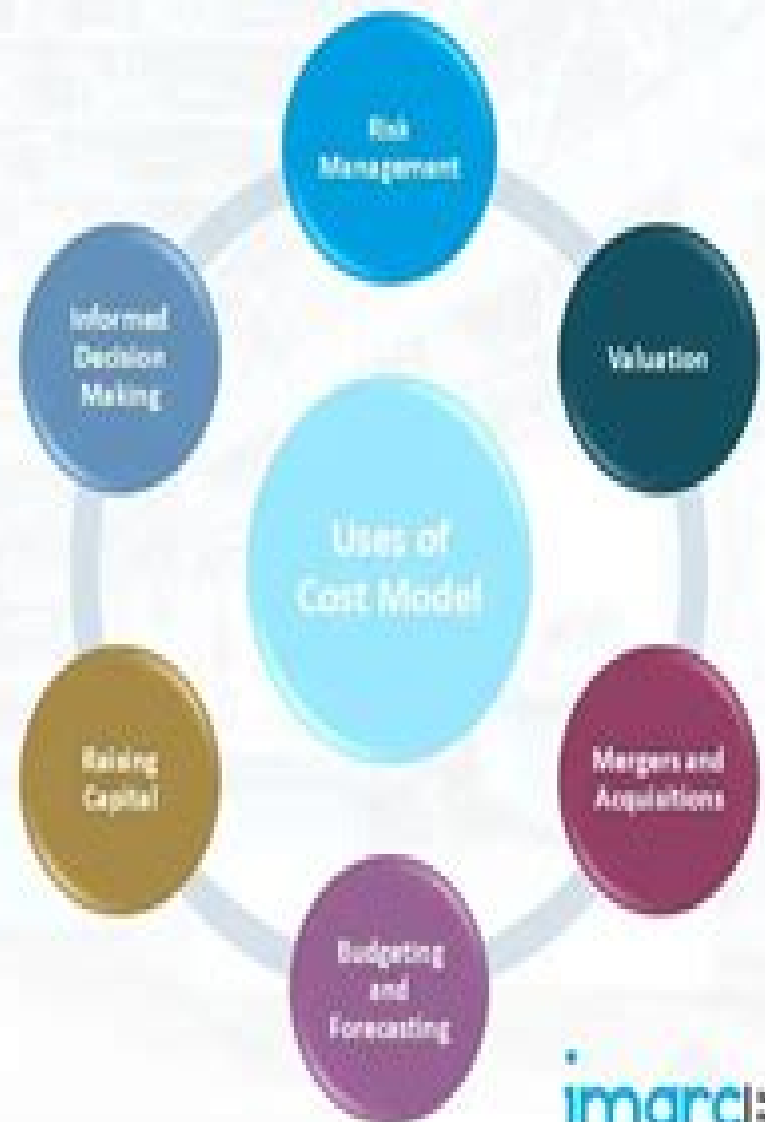 Risk
Management
Valuation
Mergers and
Acquisitions
Budgeting
and
Forecasting
Raising
Capital
Informed
Decision
Making
Uses of
Cost Model
imarc